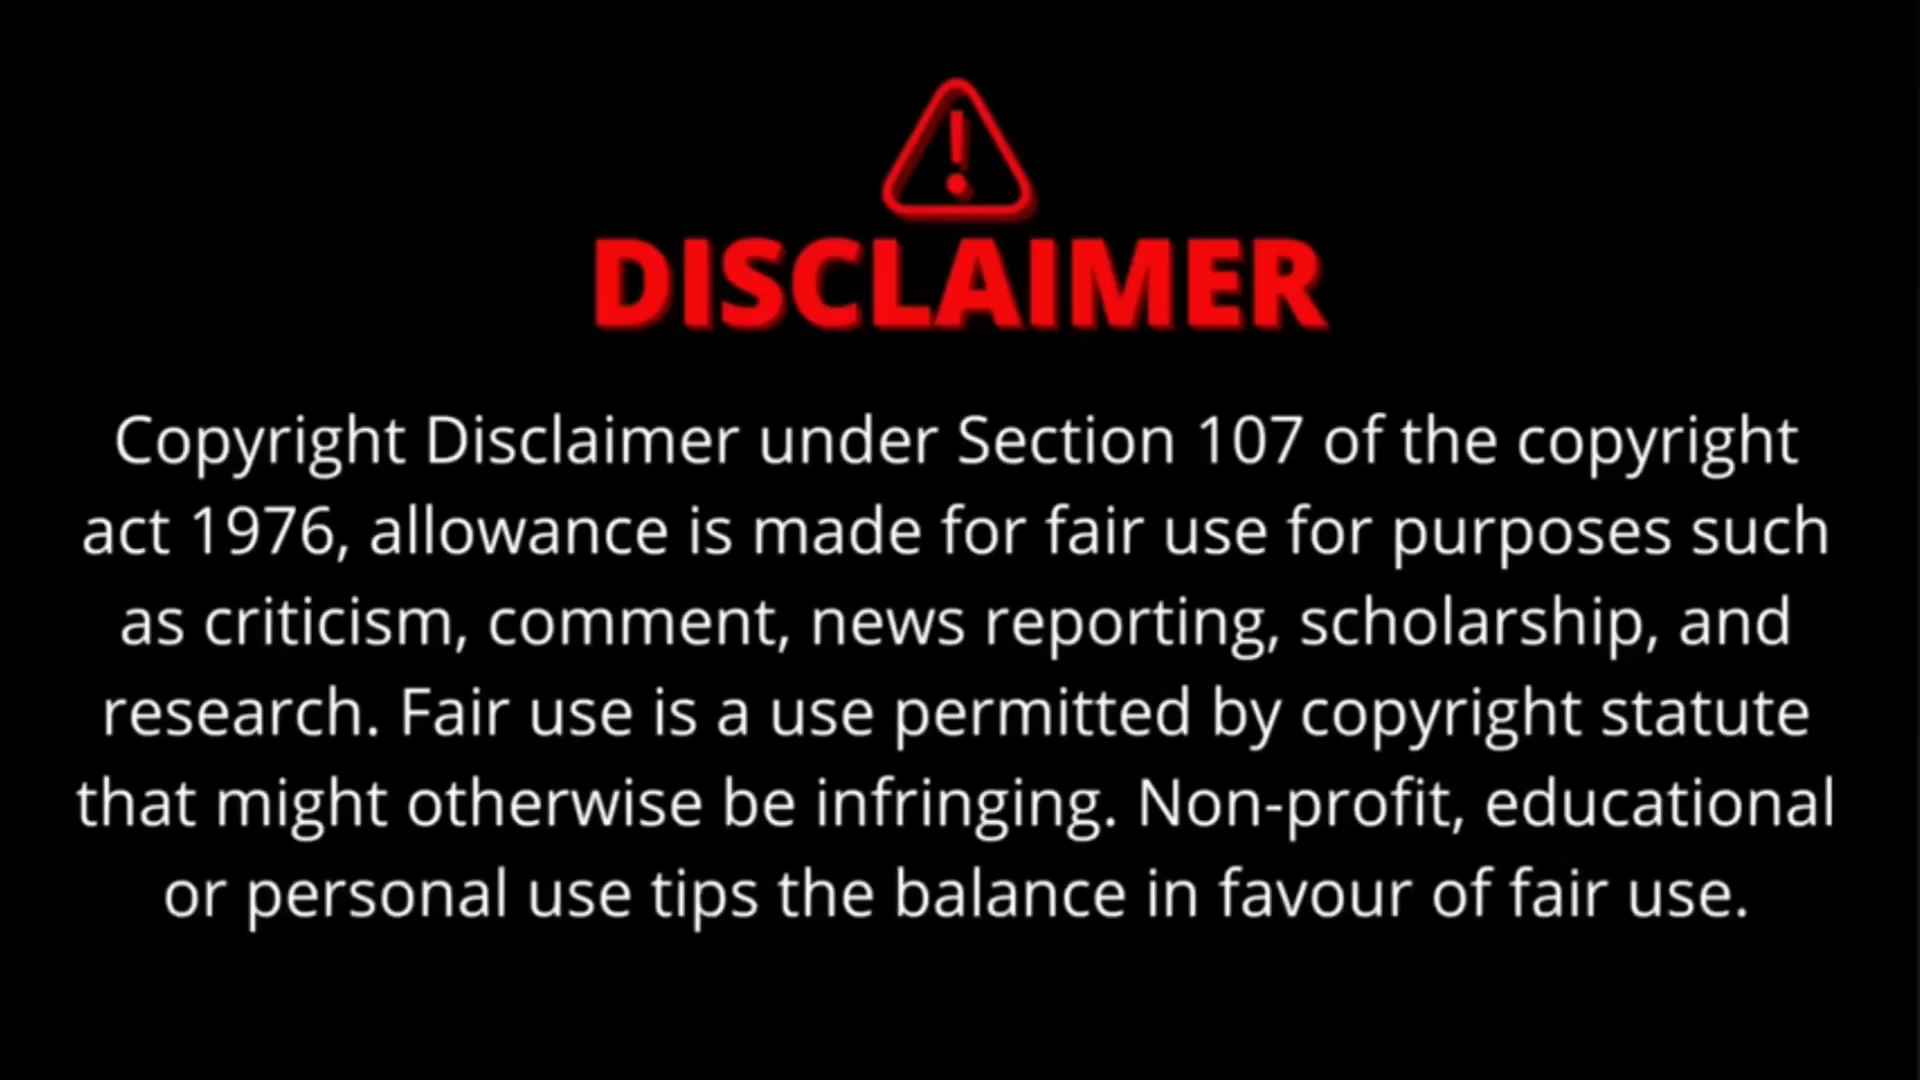 DISCLAIMER
Copyright Disclaimer under Section 107 of the copyright
act 1976, allowance is made for fair use for purposes such
as criticism, comment, news reporting, scholarship, and
research. Fair use is a use permitted by copyright statute
that might otherwise be infringing. Non-profit, educational
or personal use tips the balance in favour of fair use.